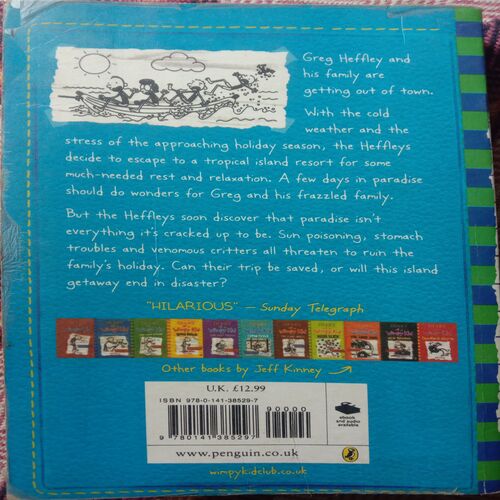 Greg Heffley and
his family are
getting out of town.
With the cold
weather and the
stress of the approaching holiday season, the Heffleys
decide to escape to a tropical island resort for some
much-needed rest and relaxation. A few days in paradise
should do wonders for Greg and his frazzled family.
But the Heffleys soon discover that paradise isn't
everything it's cracked up to be. Sun poisoning, stomach
troubles and venomous critters all threaten to ruin the
family's holiday. Can their trip be saved, or will this island
getaway end in disaster?
"HILARIOUS" — Sunday Telegraph
Other books by Jeff Kinney
U.K. £12.99
ISBN 978-0-141-38529-7
90000
9 780141 385297
ebook
and audio
available
www.penguin.co.uk
wimpykidclub.co.uk